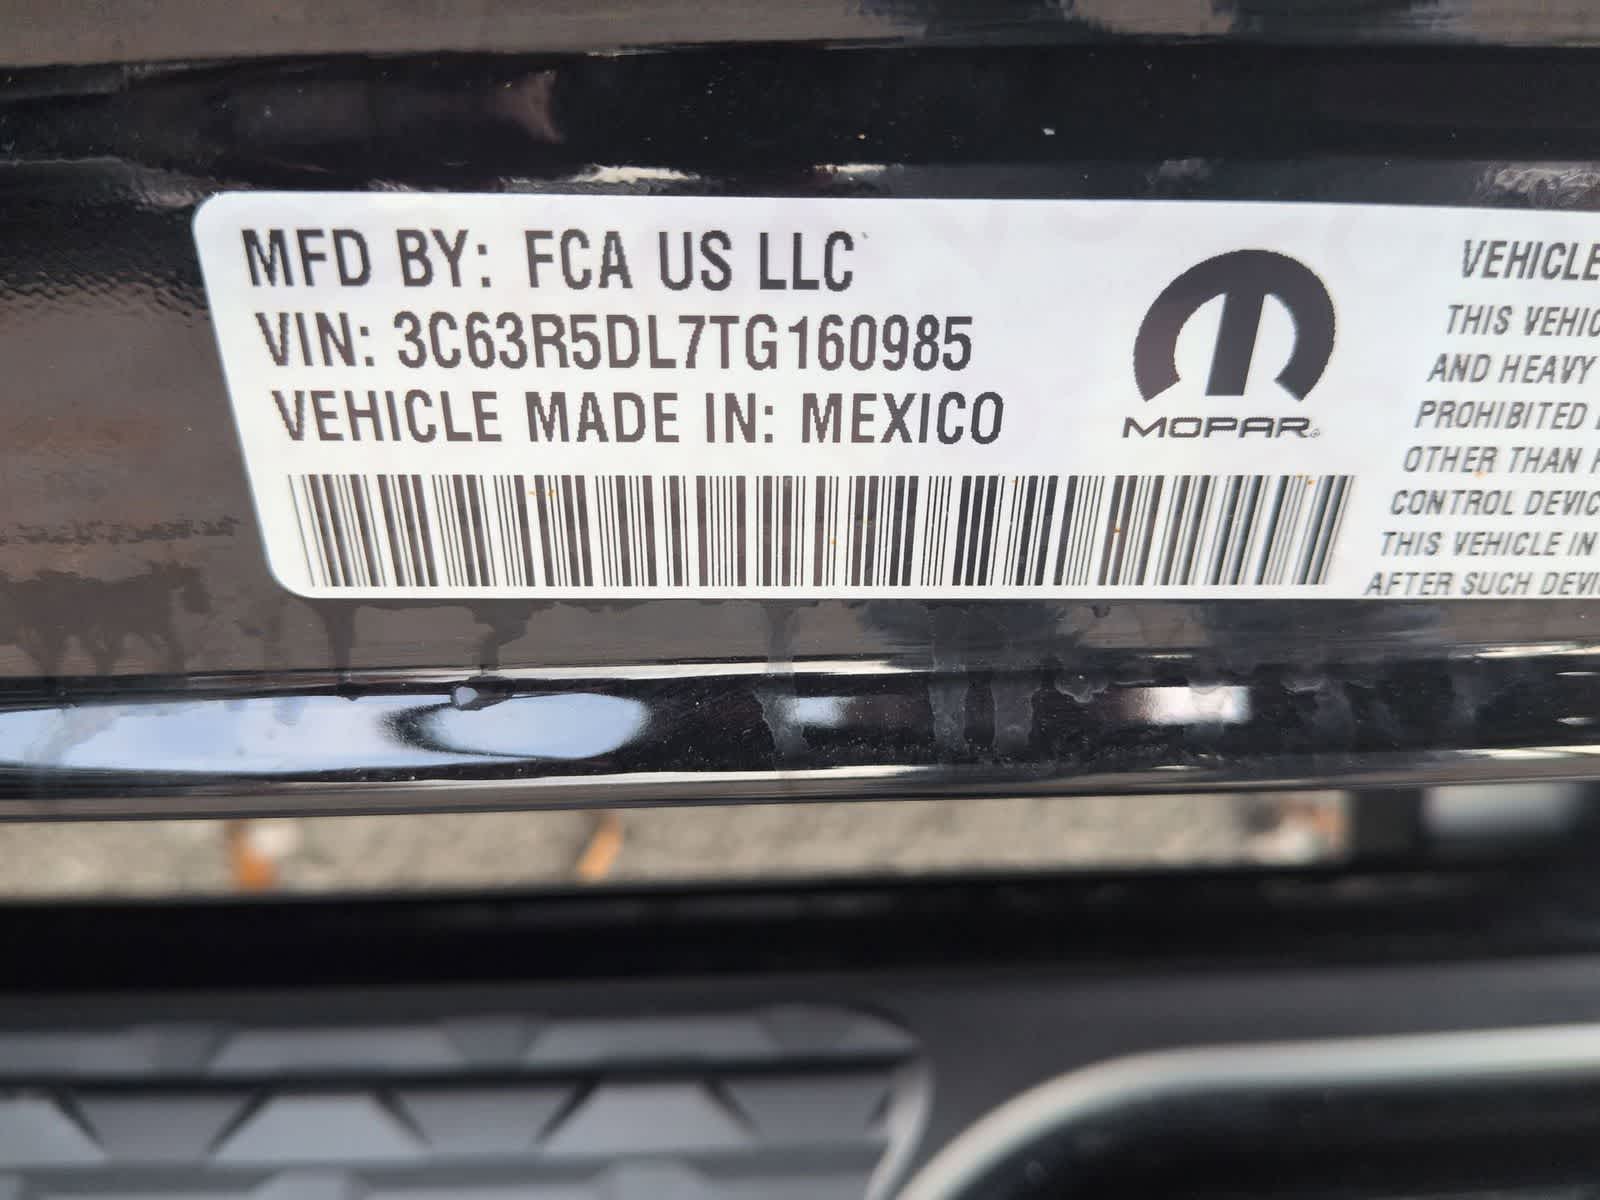 MFD BY: FCA US LLC
VIN: 3C63R5DL7TG160985
VEHICLE MADE IN: MEXICO
MOPAR®
VEHICLE
THIS VEHIC
AND HEAVY
PROHIBITED
OTHER THAN
CONTROL DEVIC
THIS VEHICLE IN
AFTER SUCH DEVI